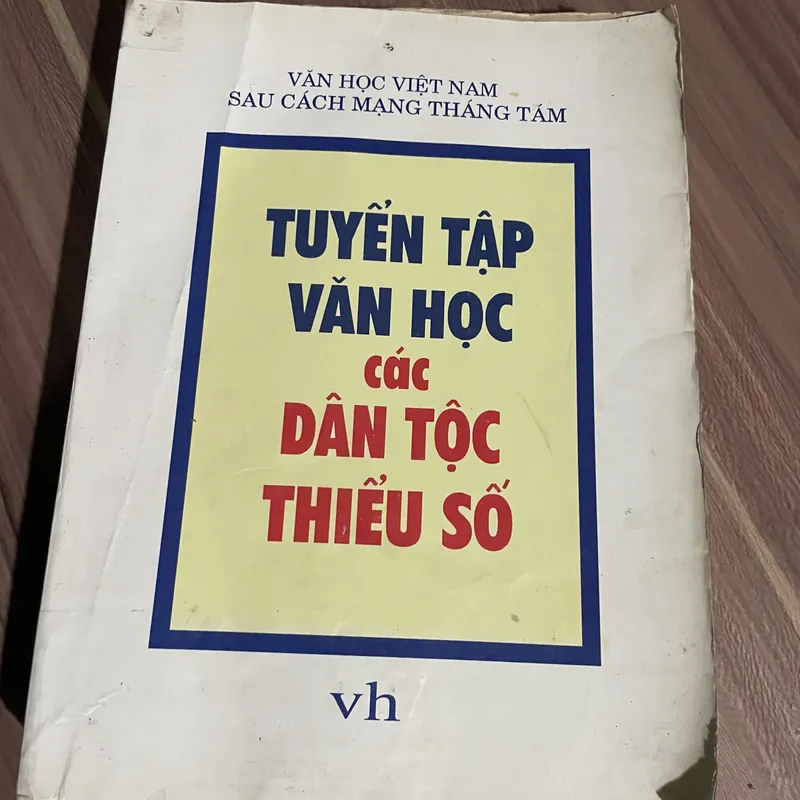 VĂN HỌC VIỆT NAM
SAU CÁCH MẠNG THÁNG TÁM
TUYỂN TẬP
VĂN HỌC
các
DÂN TỘC
THIỂU SỐ
vh